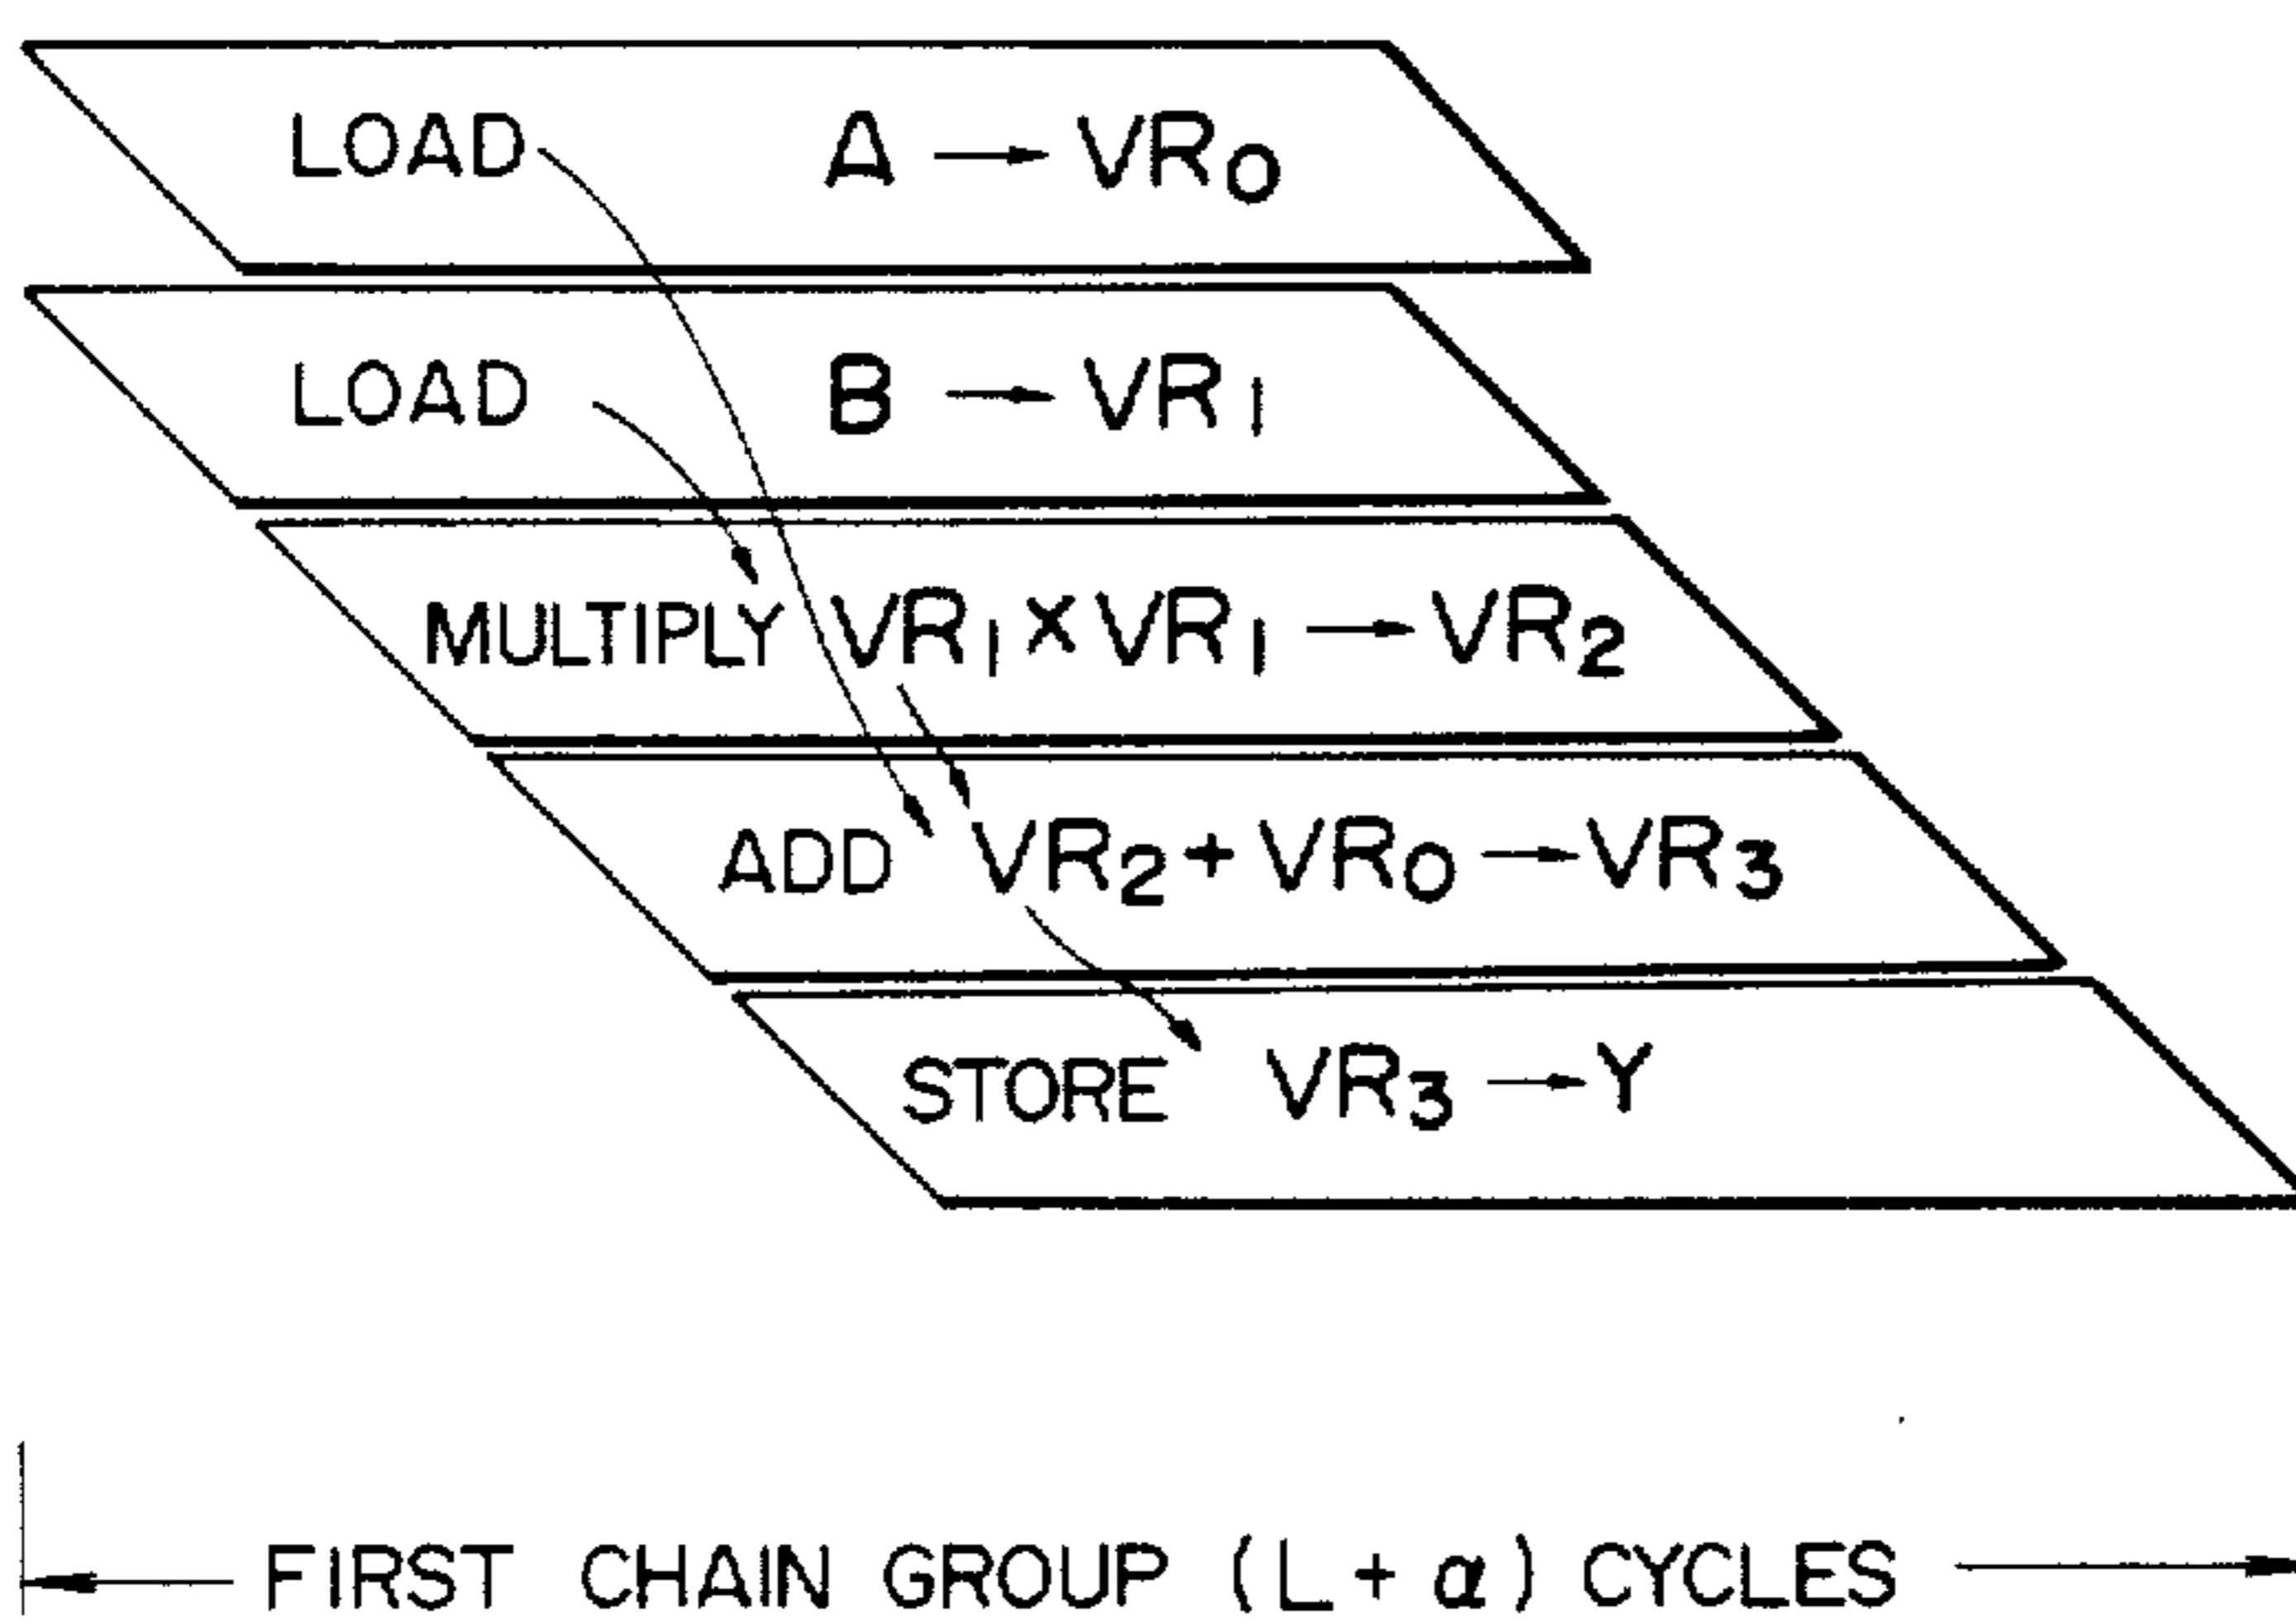 LOAD A → VR0
LOAD B → VR1
MULTIPLY VR1 × VR1 → VR2
ADD VR2 + VR0 → VR3
STORE VR3 → Y
FIRST CHAIN GROUP (L + α) CYCLES